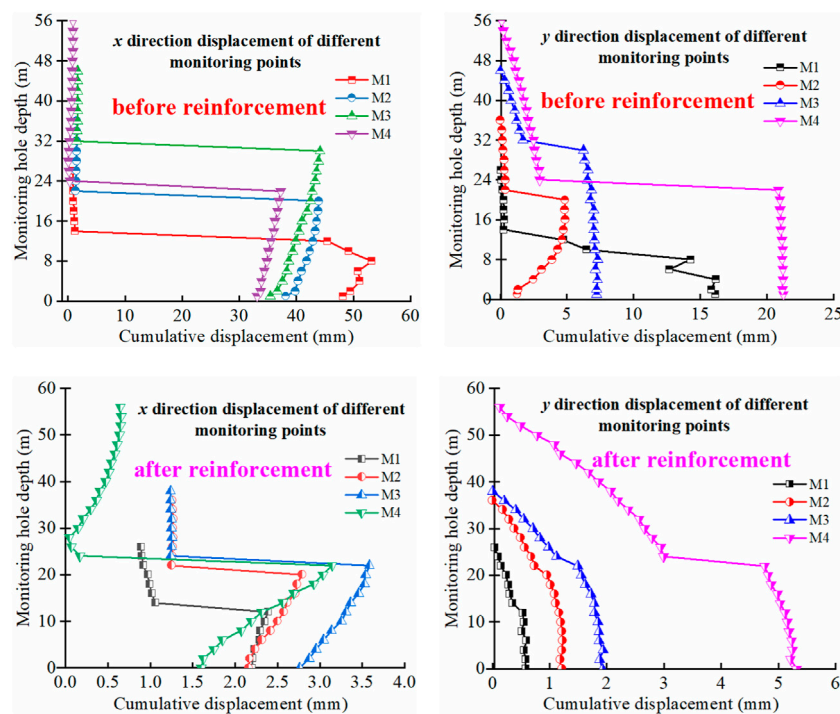 x direction displacement of different
monitoring points
before reinforcement
M1
M2
M3
M4
Monitoring hole depth (m)
56
48
40
32
24
16
8
0
0 10 20 30 40 50 60
Cumulative displacement (mm)
y direction displacement of different
monitoring points
before reinforcement
M1
M2
M3
M4
Monitoring hole depth (m)
56
48
40
32
24
16
8
0
0 5 10 15 20 25
Cumulative displacement (mm)
x direction displacement of different
monitoring points
after reinforcement
M1
M2
M3
M4
Monitoring hole depth (m)
60
50
40
30
20
10
0
0.0 0.5 1.0 1.5 2.0 2.5 3.0 3.5 4.0
Cumulative displacement (mm)
y direction displacement of different
monitoring points
after reinforcement
M1
M2
M3
M4
Monitoring hole depth (m)
60
50
40
30
20
10
0
0 1 2 3 4 5 6
Cumulative displacement (mm)